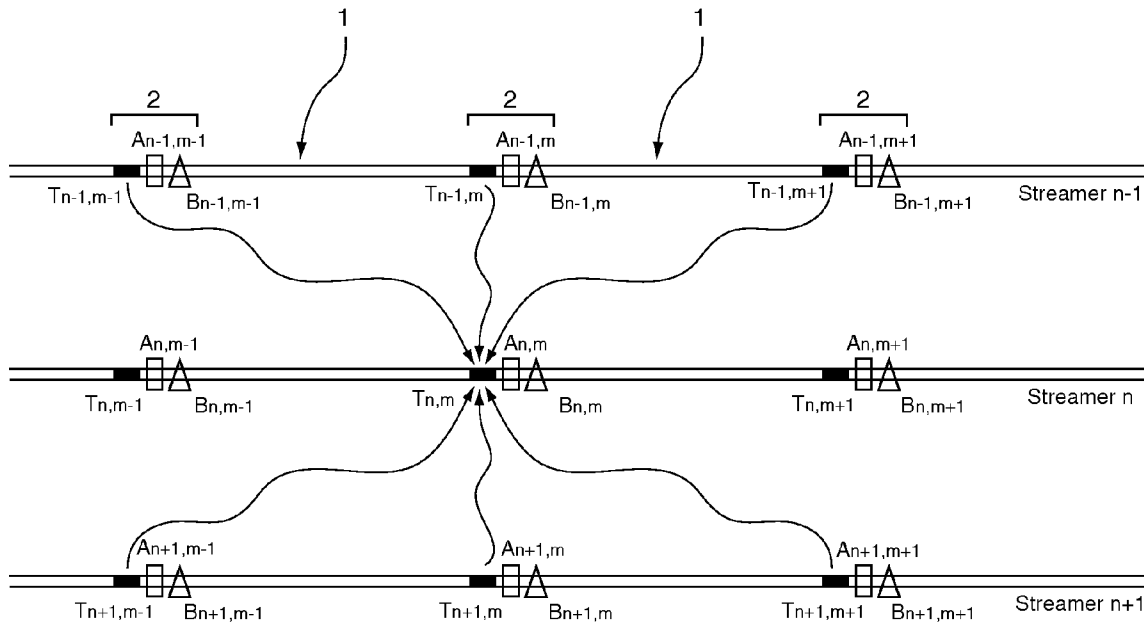 1 1
2 2 2
An-1,m-1 An-1,m An-1,m+1
Tn-1,m-1 Bn-1,m-1 Tn-1,m Bn-1,m Tn-1,m+1 Bn-1,m+1 Streamer n-1
An,m-1 An,m An,m+1
Tn,m-1 Bn,m-1 Tn,m Bn,m Tn,m+1 Bn,m+1 Streamer n
An+1,m-1 An+1,m An+1,m+1
Tn+1,m-1 Bn+1,m-1 Tn+1,m Bn+1,m Tn+1,m+1 Bn+1,m+1 Streamer n+1